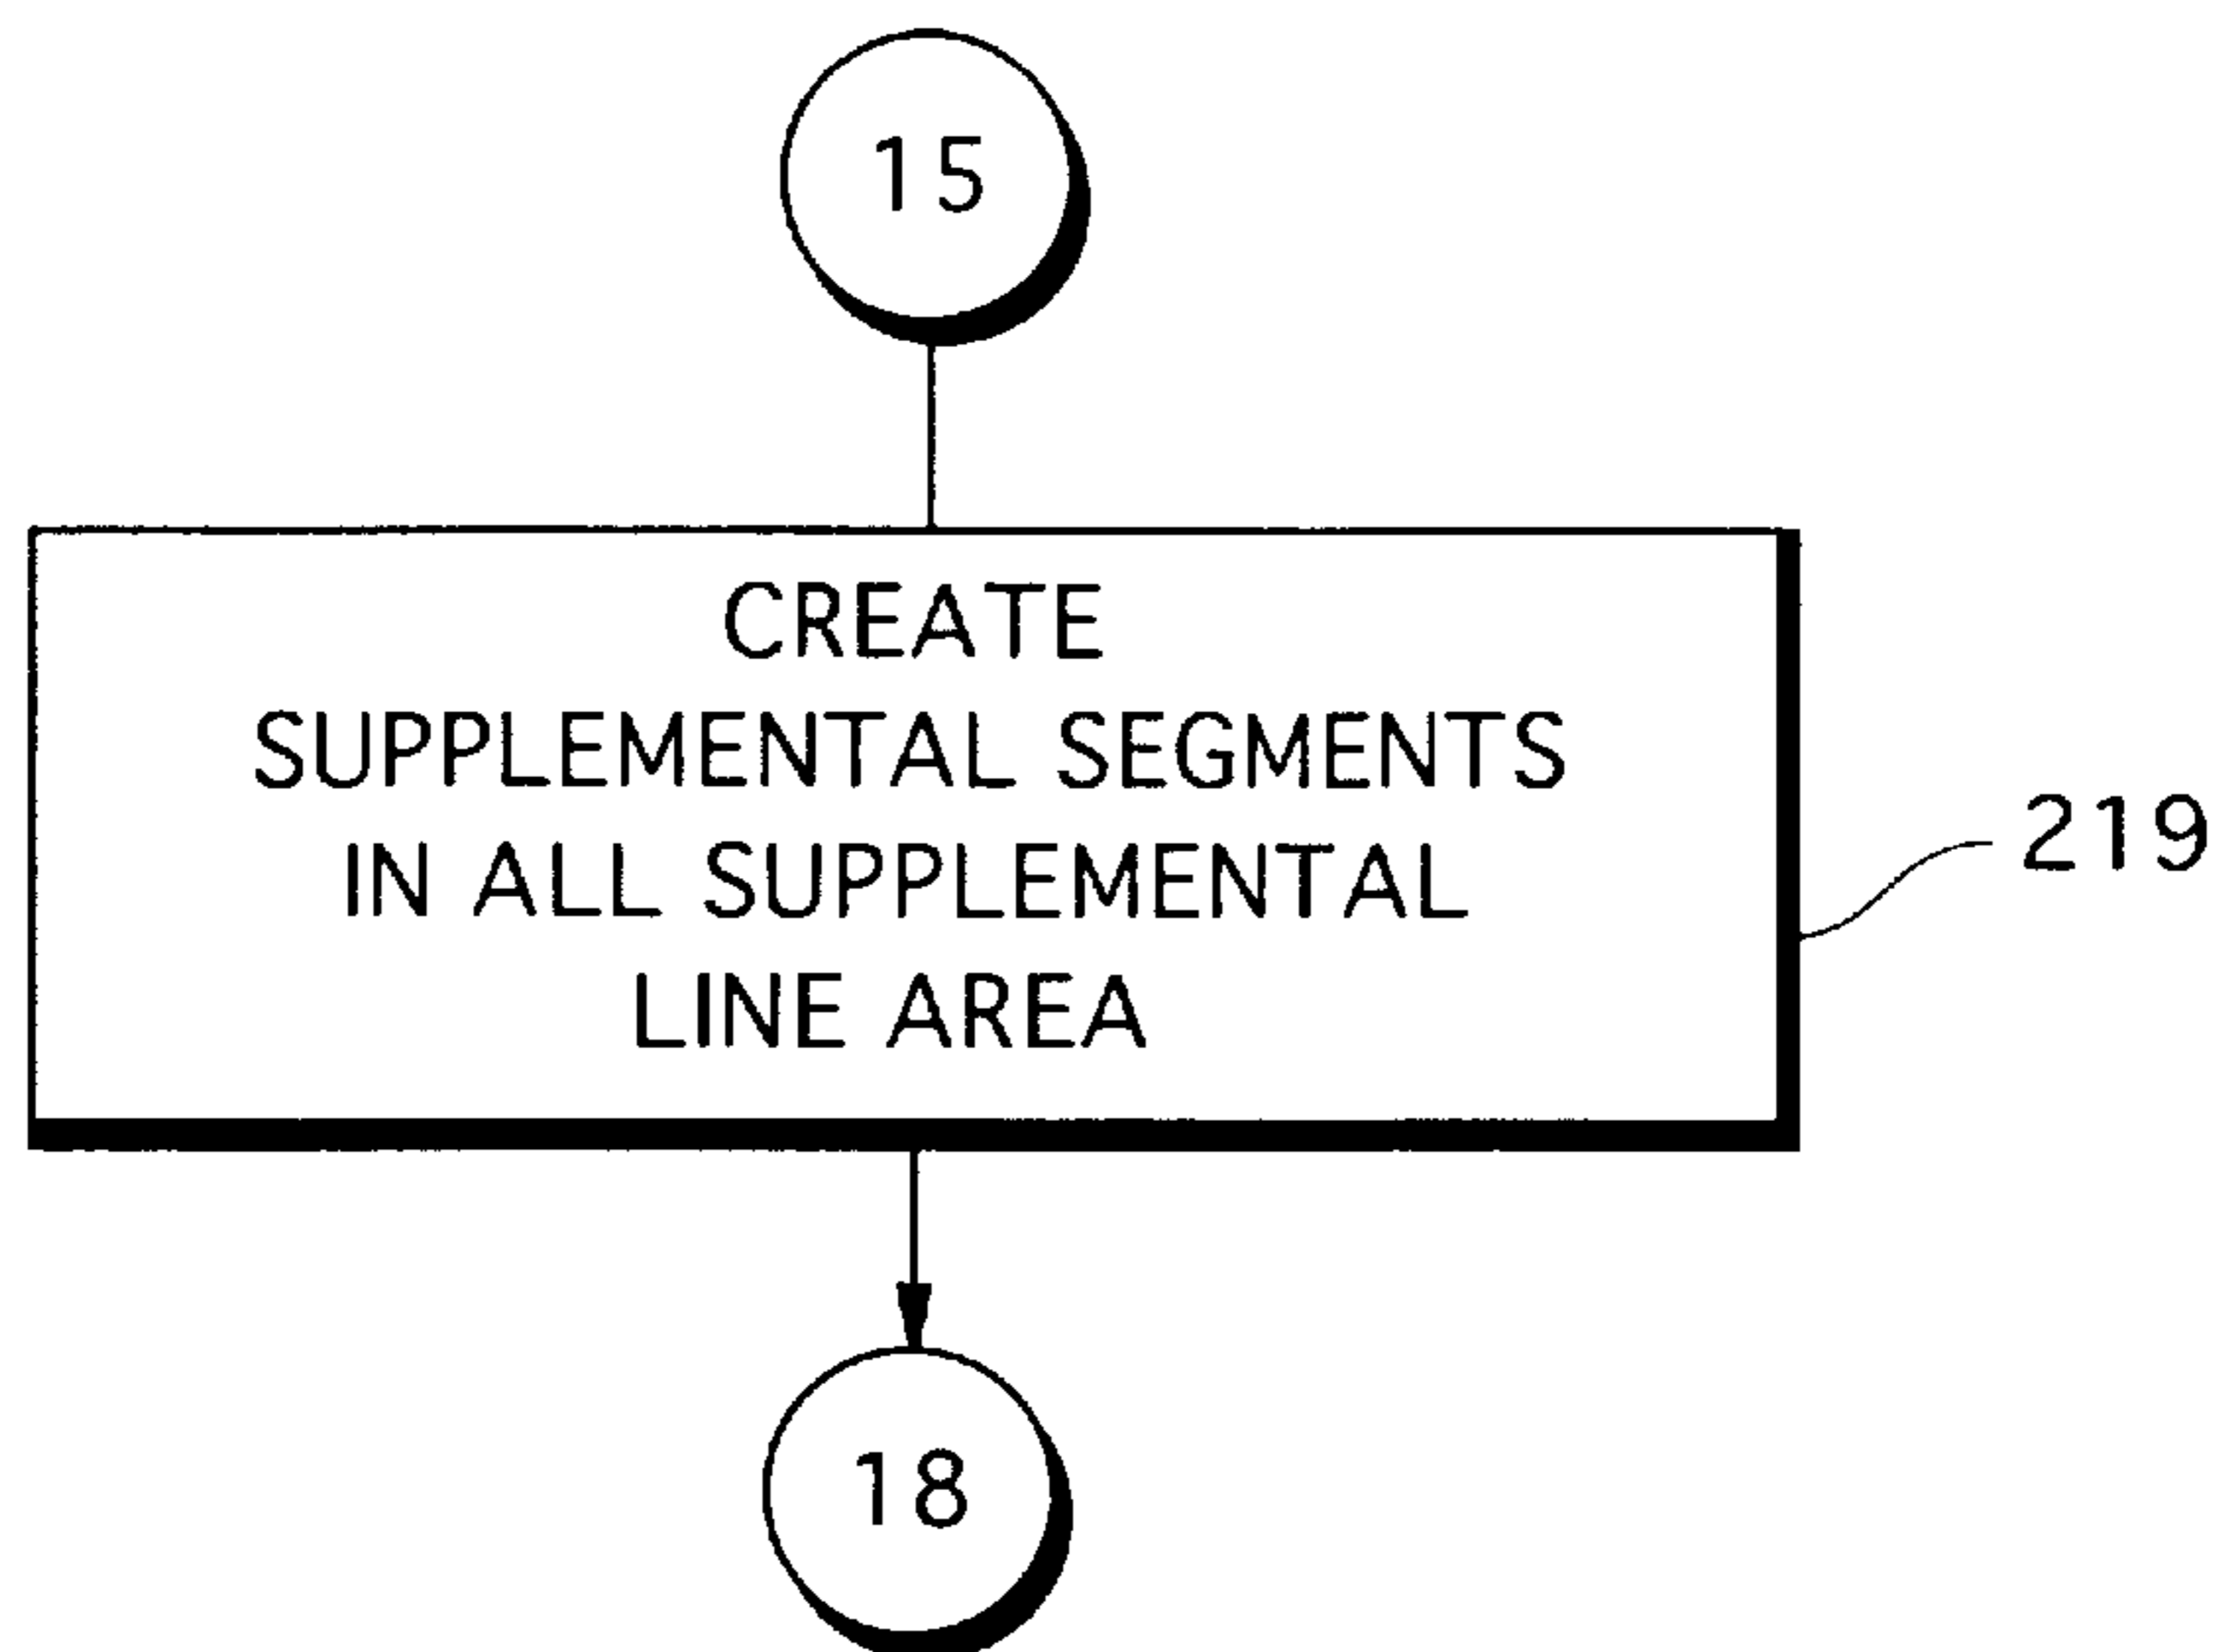 15
CREATE
SUPPLEMENTAL SEGMENTS
IN ALL SUPPLEMENTAL
LINE AREA
219
18